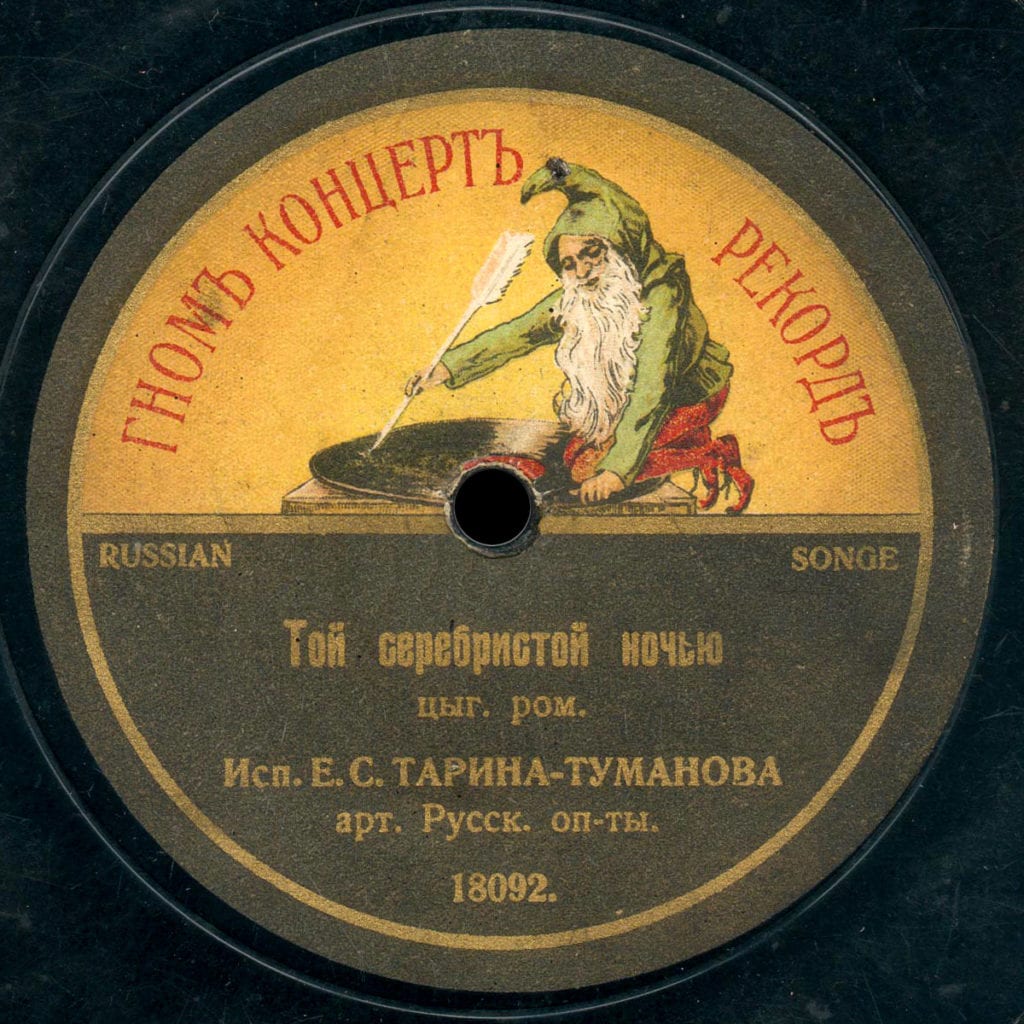 ГНОМЪ КОНЦЕРТЪ РЕКОРДЪ
RUSSIAN SONGE
Той серебристой ночью
цыг. ром.
Исп. Е. С. ТАРИНА-ТУМАНОВА
арт. Русск. оп-ты.
18092.